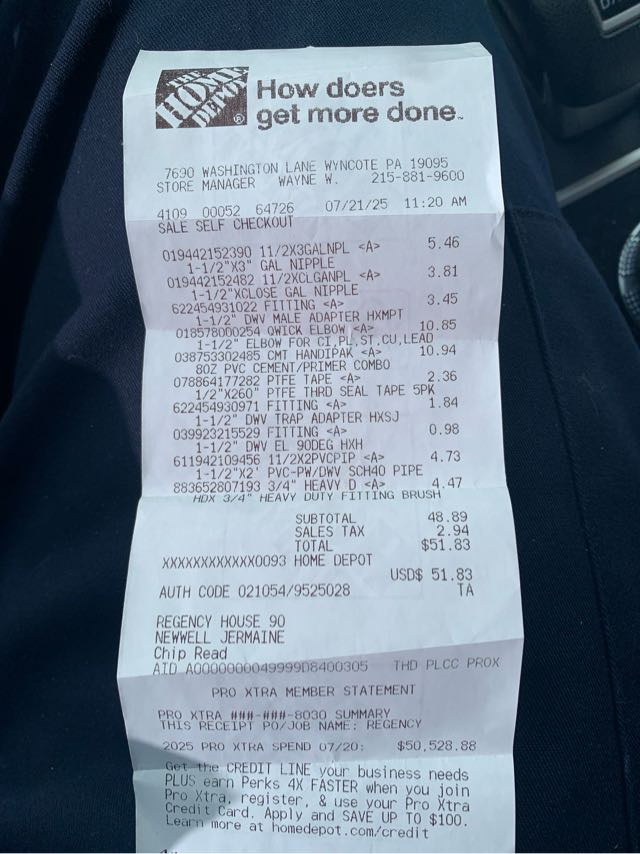 THE
HOME
DEPOT
®
How doers
get more done™
7690 WASHINGTON LANE WYNCOTE PA 19095
STORE MANAGER WAYNE W. 215-881-9600
4109 00052 64726 07/21/25 11:20 AM
SALE SELF CHECKOUT
019442152390 11/2X3GALNPL <A> 5.46
1-1/2"X3" GAL NIPPLE
019442152482 11/2XCLGANPL <A> 3.81
1-1/2"XCLOSE GAL NIPPLE
622454931022 FITTING <A> 3.45
1-1/2" DWV MALE ADAPTER HXMPT
018578000254 QWICK ELBOW <A> 10.85
1-1/2" ELBOW FOR CI,PL,ST,CU,LEAD
038753302485 CMT HANDIPAK <A> 10.94
8OZ PVC CEMENT/PRIMER COMBO
078864177282 PTFE TAPE <A> 2.36
1/2"X260" PTFE THRD SEAL TAPE 5PK
622454930971 FITTING <A> 1.84
1-1/2" DWV TRAP ADAPTER HXSJ
039923215529 FITTING <A> 0.98
1-1/2" DWV EL 90DEG HXH
611942109456 11/2X2PVCPIP <A> 4.73
1-1/2"X2' PVC-PW/DWV SCH40 PIPE
883652807193 3/4" HEAVY D <A> 4.47
HDX 3/4" HEAVY DUTY FITTING BRUSH
SUBTOTAL 48.89
SALES TAX 2.94
TOTAL $51.83
XXXXXXXXXXXX0093 HOME DEPOT
USD$ 51.83
AUTH CODE 021054/9525028 TA
REGENCY HOUSE 90
NEWWELL JERMAINE
Chip Read
AID A0000000049999D8400305 THD PLCC PROX
PRO XTRA MEMBER STATEMENT
PRO XTRA ###-###-8030 SUMMARY
THIS RECEIPT PO/JOB NAME: REGENCY
2025 PRO XTRA SPEND 07/20: $50,528.88
Get the CREDIT LINE your business needs
PLUS earn Perks 4X FASTER when you join
Pro Xtra, register, & use your Pro Xtra
Credit Card. Apply and SAVE UP TO $100.
Learn more at homedepot.com/credit